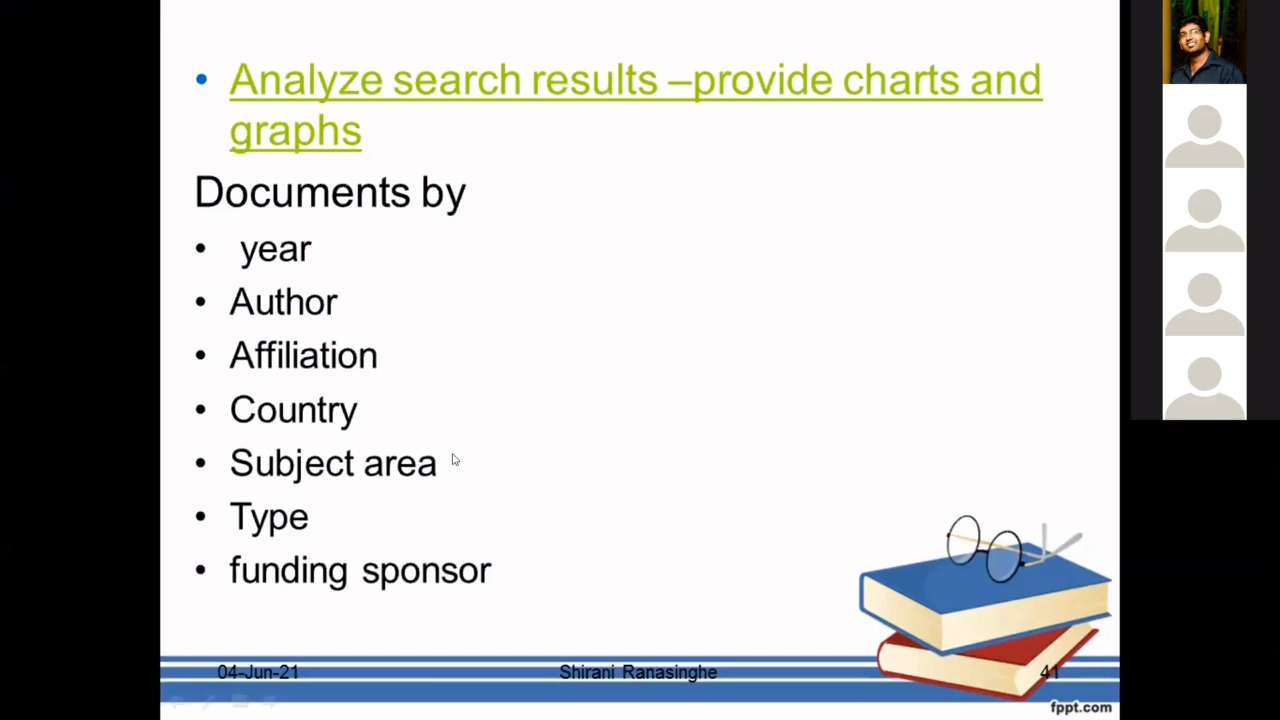 • Analyze search results –provide charts and
graphs
Documents by
• year
• Author
• Affiliation
• Country
• Subject area
• Type
• funding sponsor
04-Jun-21 Shirani Ranasinghe 41
fppt.com